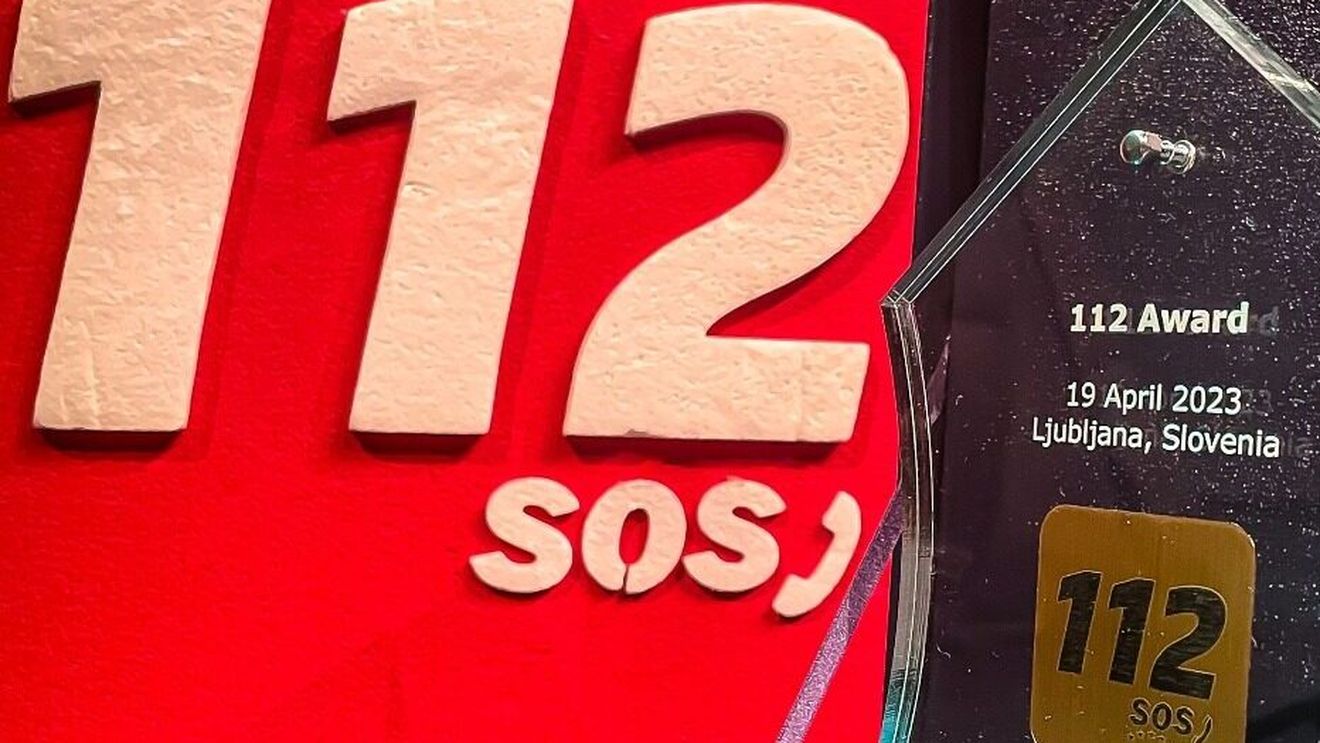 112
SOS
112 Award
19 April 2023
Ljubljana, Slovenia
112
SOS